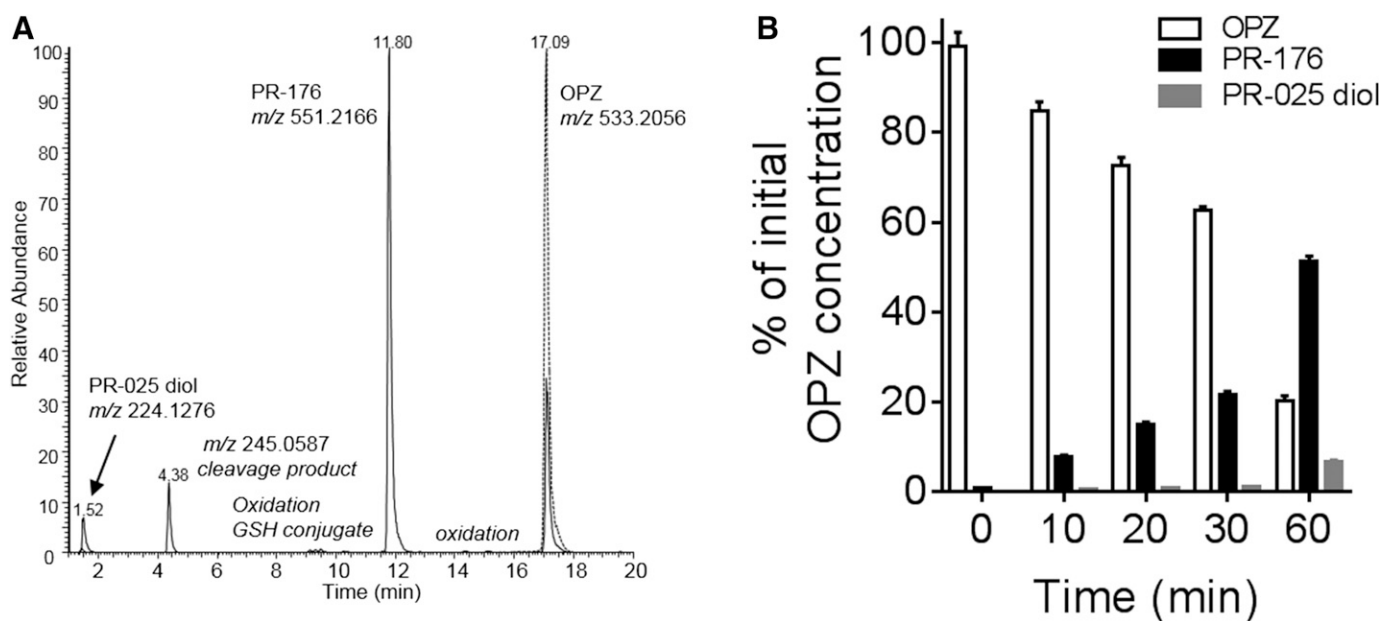 A
11.80
17.09
PR-176
m/z 551.2166
OPZ
m/z 533.2056
PR-025 diol
m/z 224.1276
m/z 245.0587
cleavage product
1.52
4.38
Oxidation
GSH conjugate
oxidation
Relative Abundance
100
90
80
70
60
50
40
30
20
10
0
2 4 6 8 10 12 14 16 18 20
Time (min)
B
OPZ
PR-176
PR-025 diol
% of initial
OPZ concentration
100
80
60
40
20
0
0 10 20 30 60
Time (min)